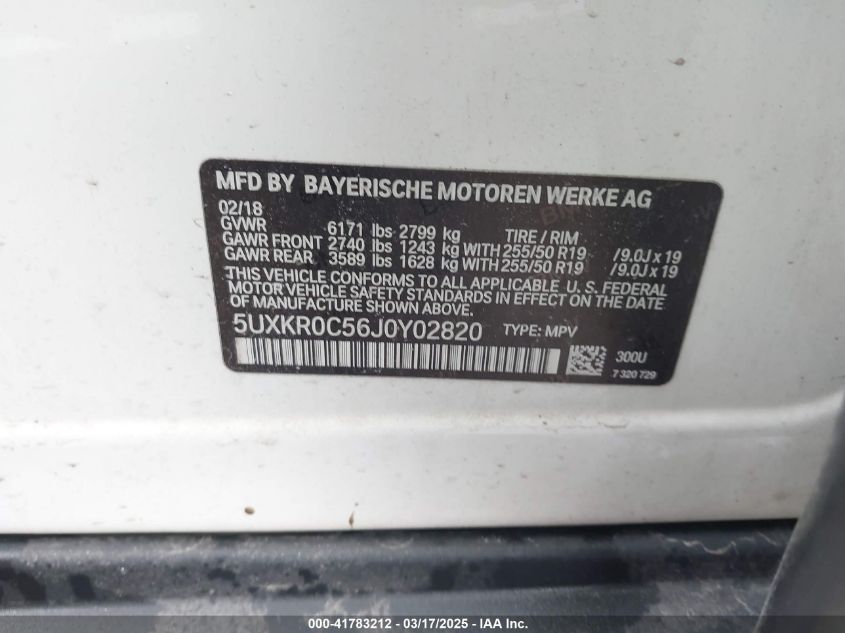 MFD BY BAYERISCHE MOTOREN WERKE AG
02/18
GVWR 6171 lbs 2799 kg TIRE / RIM
GAWR FRONT 2740 lbs 1243 kg WITH 255/50 R19 /9.0J x 19
GAWR REAR 3589 lbs 1628 kg WITH 255/50 R19 /9.0J x 19
THIS VEHICLE CONFORMS TO ALL APPLICABLE U. S. FEDERAL
MOTOR VEHICLE SAFETY STANDARDS IN EFFECT ON THE DATE
OF MANUFACTURE SHOWN ABOVE.
5UXKR0C56J0Y02820 TYPE: MPV
300U
7 320 729
IMAGE: ©IAA - 000-41783212 - 03/17/2025 - IAAI.com